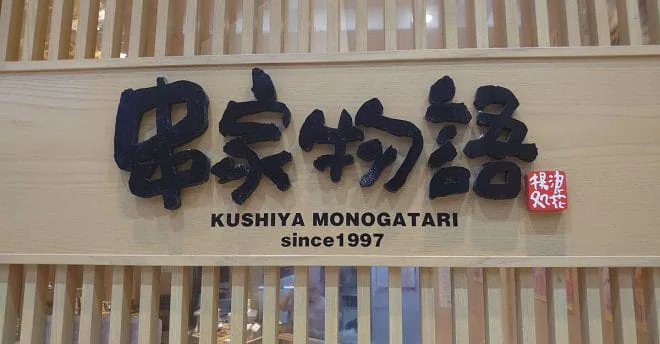 串家物語
KUSHIYA MONOGATARI
since1997